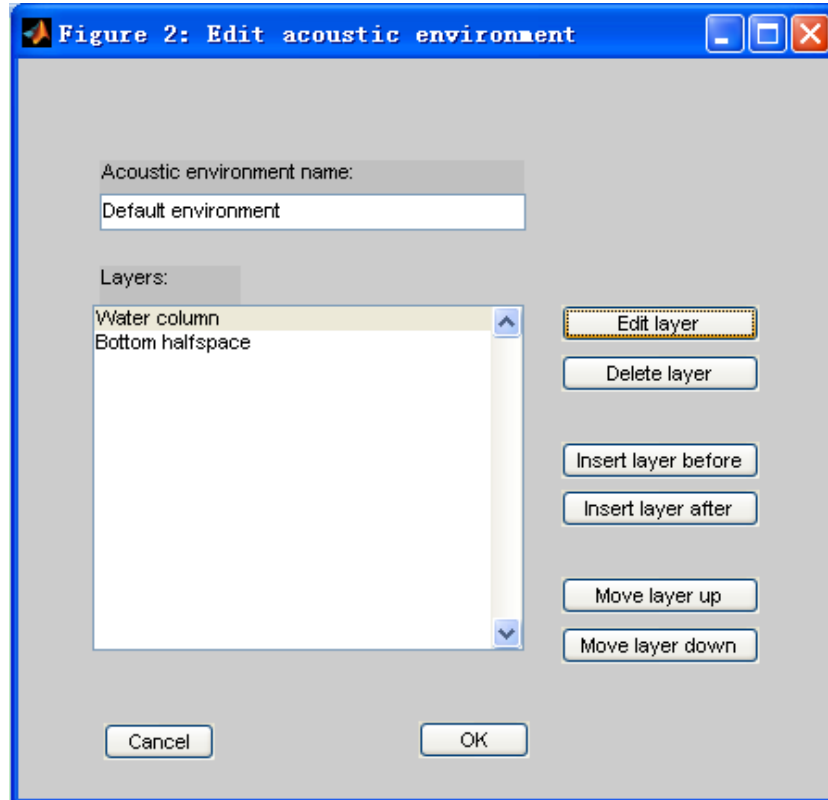 Figure 2: Edit acoustic environment
Acoustic environment name:
Default environment
Layers:
Water column
Bottom halfspace
Edit layer
Delete layer
Insert layer before
Insert layer after
Move layer up
Move layer down
Cancel
OK